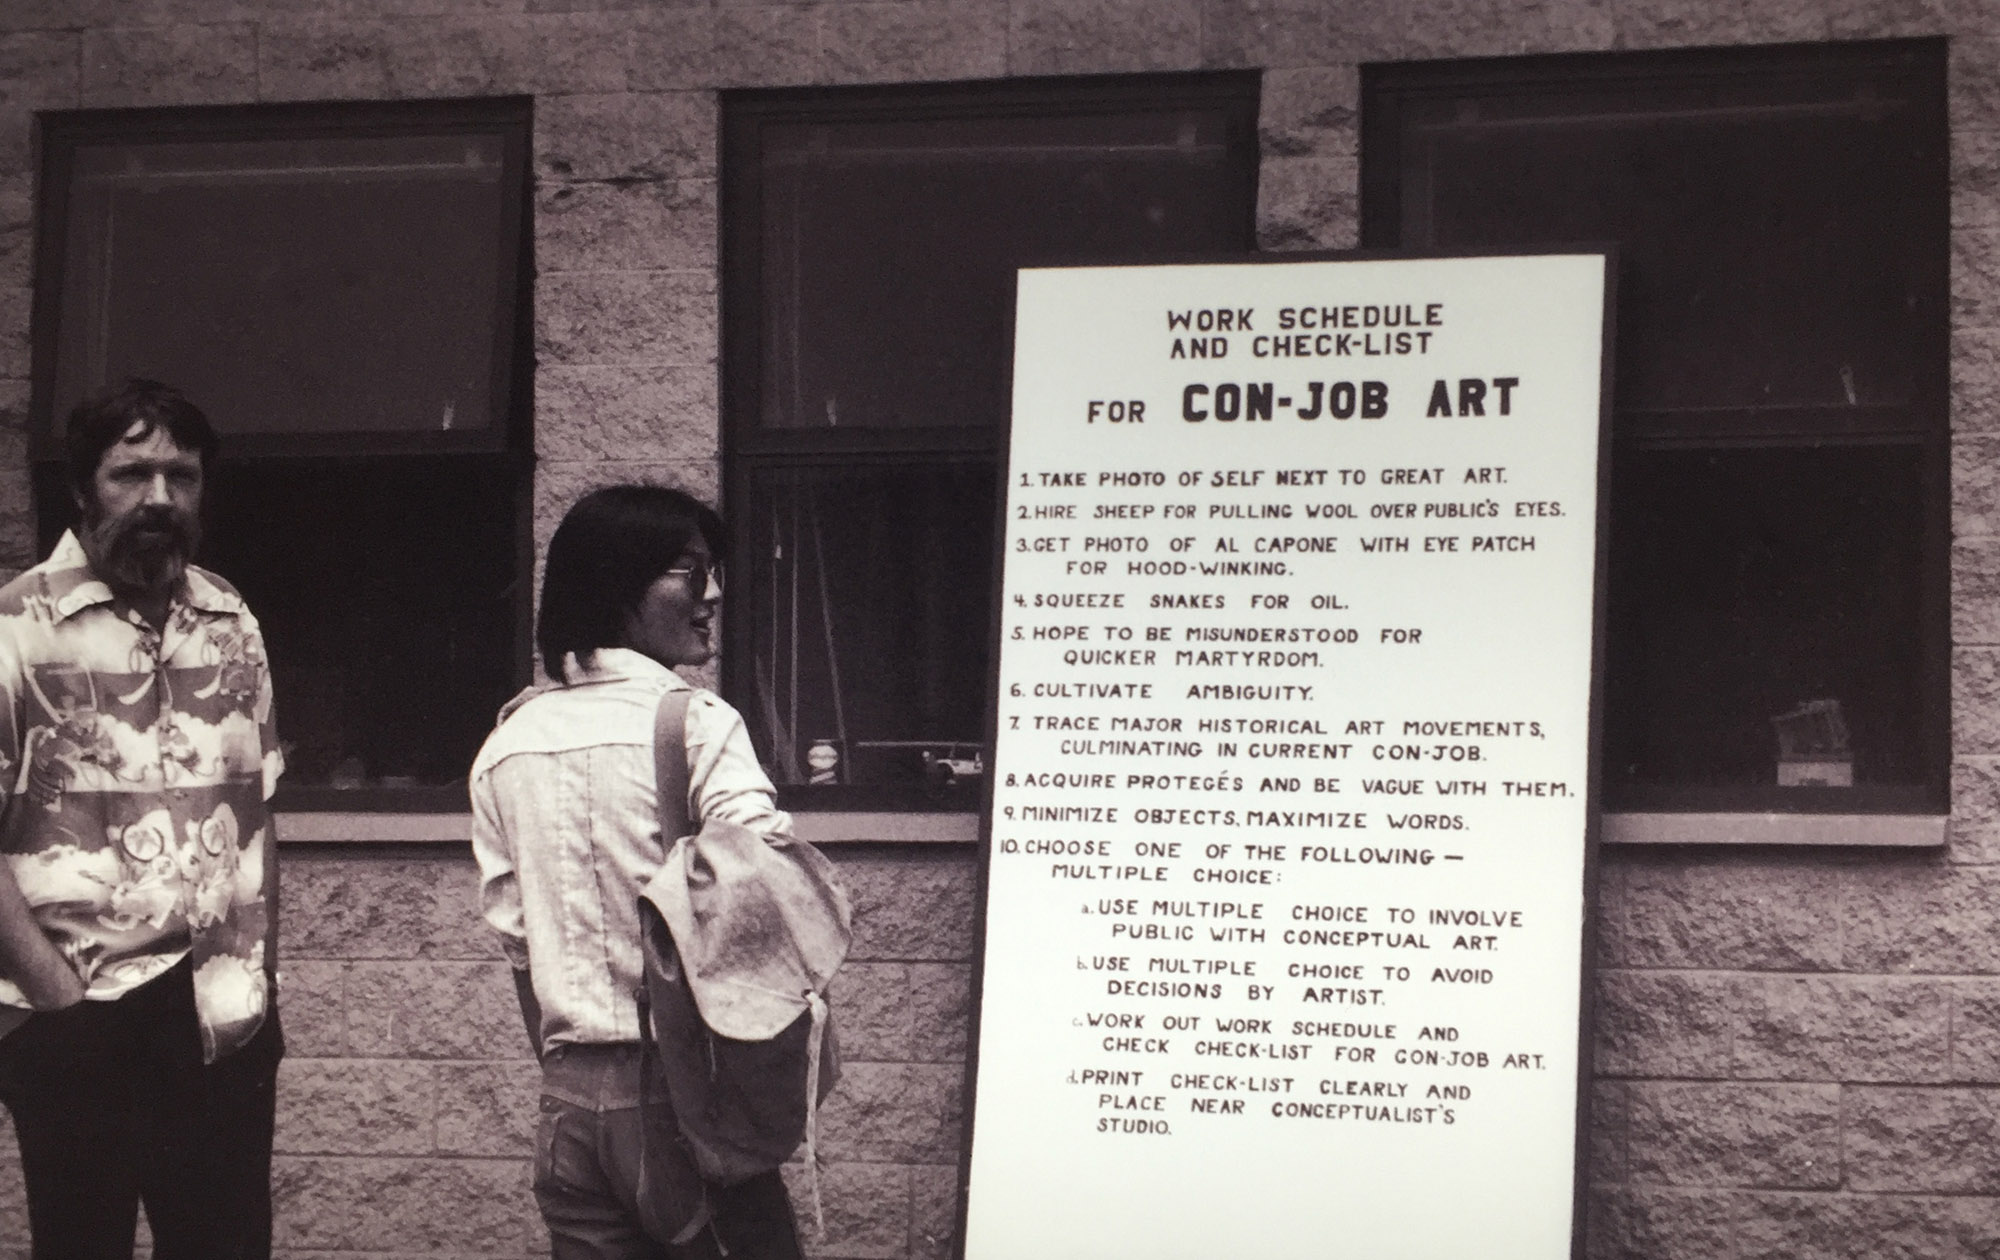 WORK SCHEDULE
AND CHECK-LIST
FOR CON-JOB ART
1. TAKE PHOTO OF SELF NEXT TO GREAT ART.
2. HIRE SHEEP FOR PULLING WOOL OVER PUBLIC'S EYES.
3. GET PHOTO OF AL CAPONE WITH EYE PATCH
FOR HOOD-WINKING.
4. SQUEEZE SNAKES FOR OIL.
5. HOPE TO BE MISUNDERSTOOD FOR
QUICKER MARTYRDOM.
6. CULTIVATE AMBIGUITY.
7. TRACE MAJOR HISTORICAL ART MOVEMENTS,
CULMINATING IN CURRENT CON-JOB.
8. ACQUIRE PROTEGÉS AND BE VAGUE WITH THEM.
9. MINIMIZE OBJECTS, MAXIMIZE WORDS.
10. CHOOSE ONE OF THE FOLLOWING —
MULTIPLE CHOICE:
a. USE MULTIPLE CHOICE TO INVOLVE
PUBLIC WITH CONCEPTUAL ART.
b. USE MULTIPLE CHOICE TO AVOID
DECISIONS BY ARTIST.
c. WORK OUT WORK SCHEDULE AND
CHECK CHECK-LIST FOR CON-JOB ART.
d. PRINT CHECK-LIST CLEARLY AND
PLACE NEAR CONCEPTUALIST'S
STUDIO.